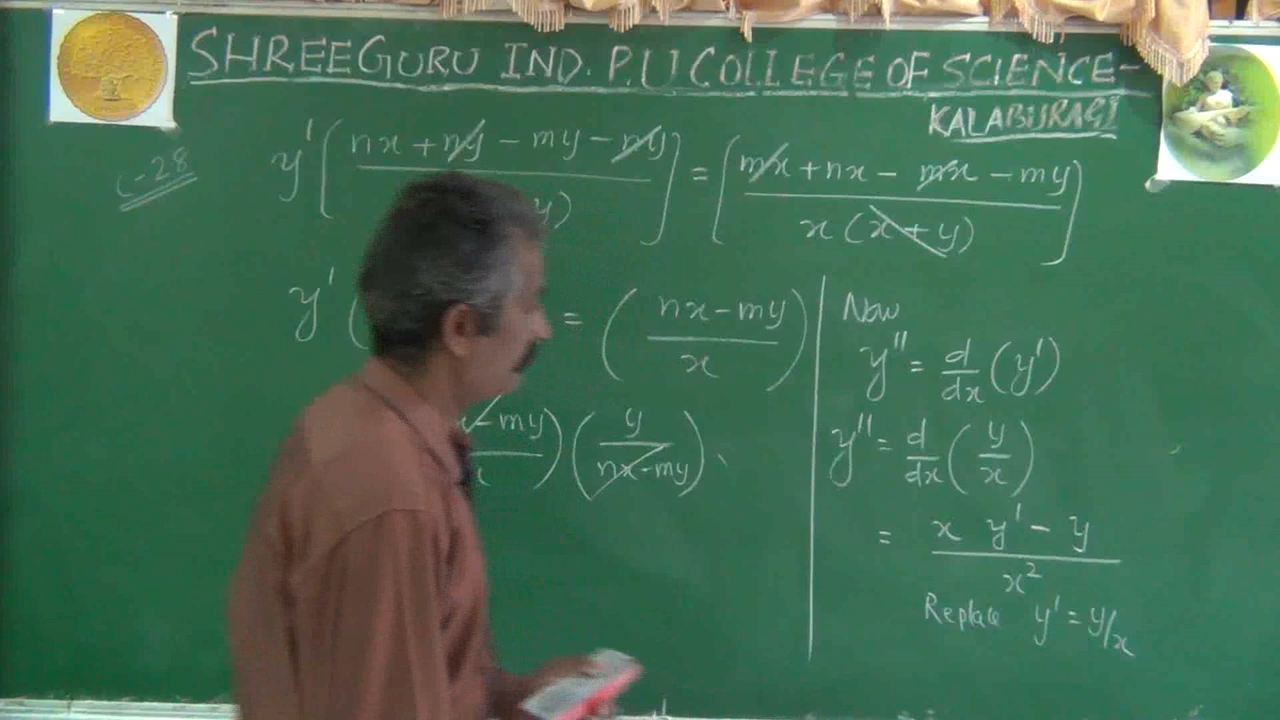 SHREEGURU IND. P.U COLLEGE OF SCIENCE-
KALABURAGI
-28
y' [ nx + ny - my - ny / y) ] = [ mx + nx - mx - my / x (x + y) ]
y' ( = ( nx - my / x )
- my / x ) ( y / nx - my )
Now
y'' = d/dx (y')
y'' = d/dx ( y/x )
= x y' - y / x²
Replace y' = y/x